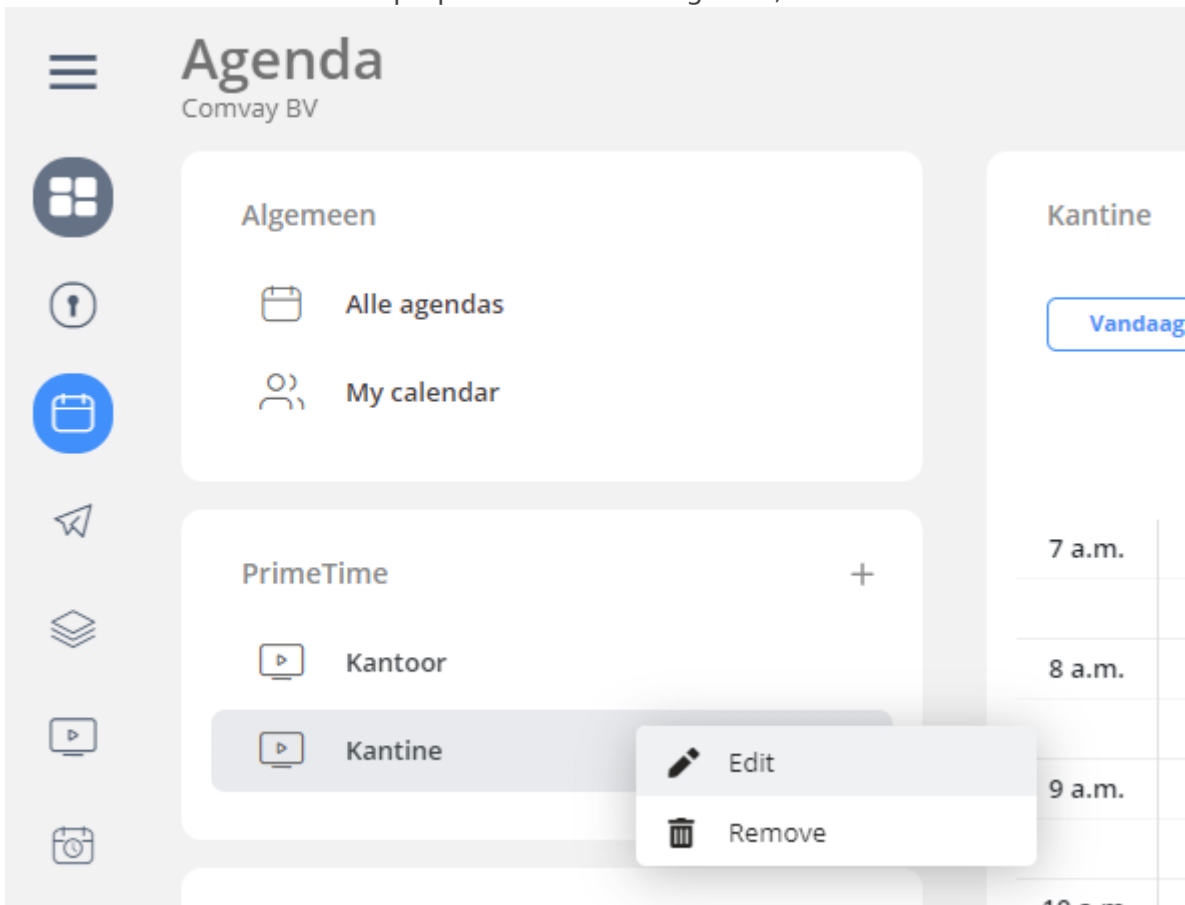 Agenda
Comvay BV
Algemeen
Alle agendas
My calendar
PrimeTime
Kantoor
Kantine
Edit
Remove
Kantine
Vandaag
7 a.m.
8 a.m.
9 a.m.